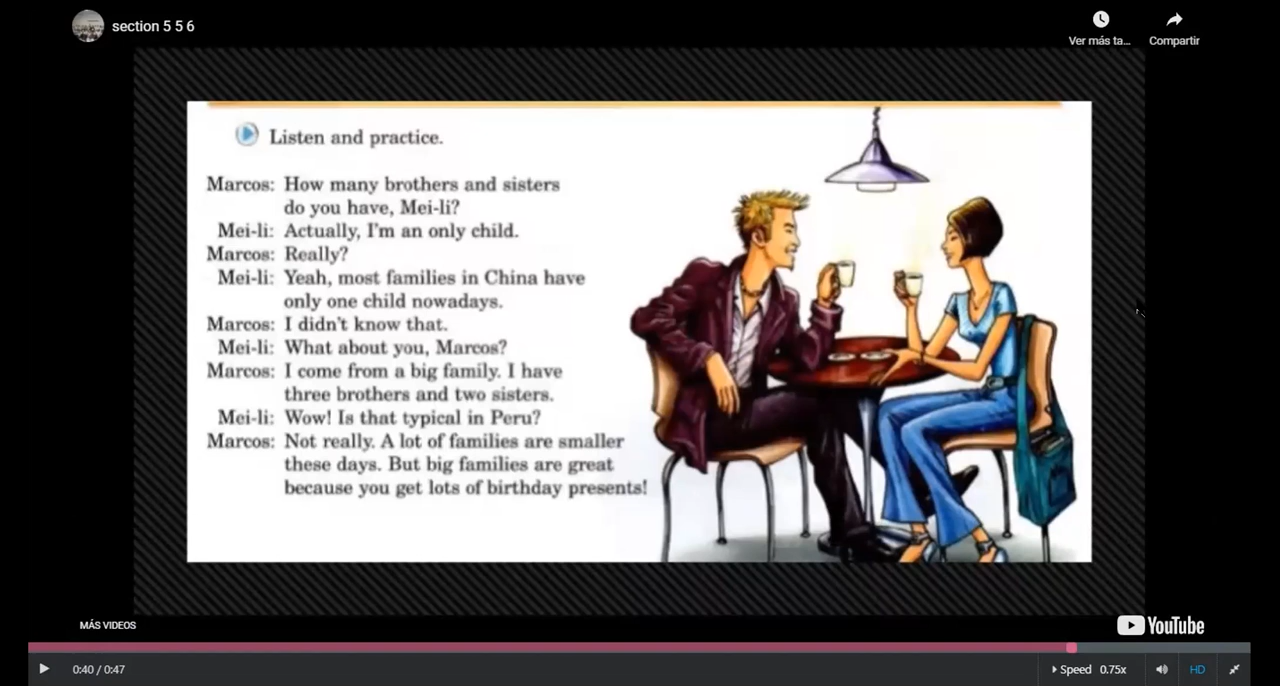 section 5 5 6
Ver más ta...
Compartir
Listen and practice.
Marcos: How many brothers and sisters
do you have, Mei-li?
Mei-li: Actually, I'm an only child.
Marcos: Really?
Mei-li: Yeah, most families in China have
only one child nowadays.
Marcos: I didn't know that.
Mei-li: What about you, Marcos?
Marcos: I come from a big family. I have
three brothers and two sisters.
Mei-li: Wow! Is that typical in Peru?
Marcos: Not really. A lot of families are smaller
these days. But big families are great
because you get lots of birthday presents!
MÁS VIDEOS
YouTube
0:40 / 0:47
Speed 0.75x
HD